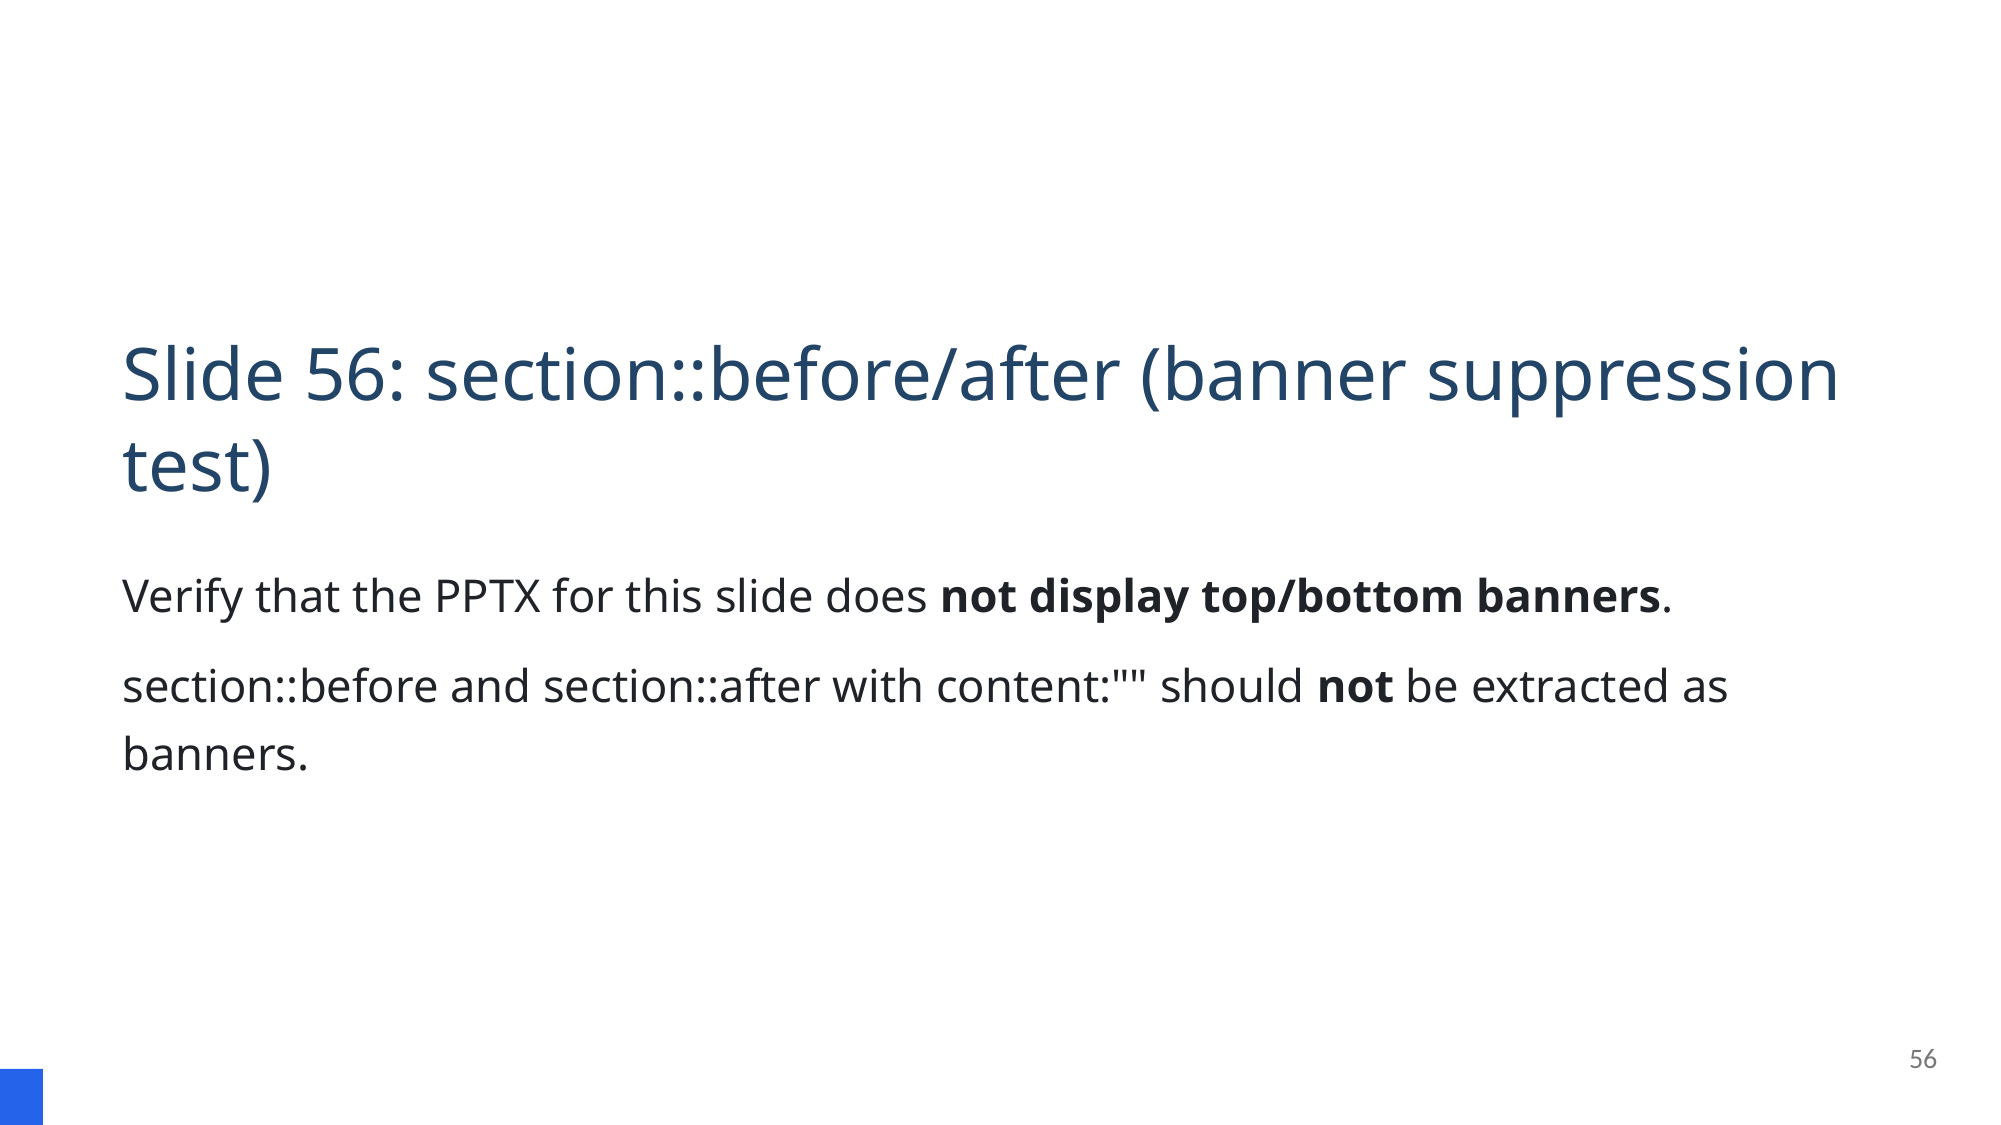 Slide 56: section::before/after (banner suppression
test)
Verify that the PPTX for this slide does not display top/bottom banners.
section::before and section::after with content:"" should not be extracted as
banners.
56